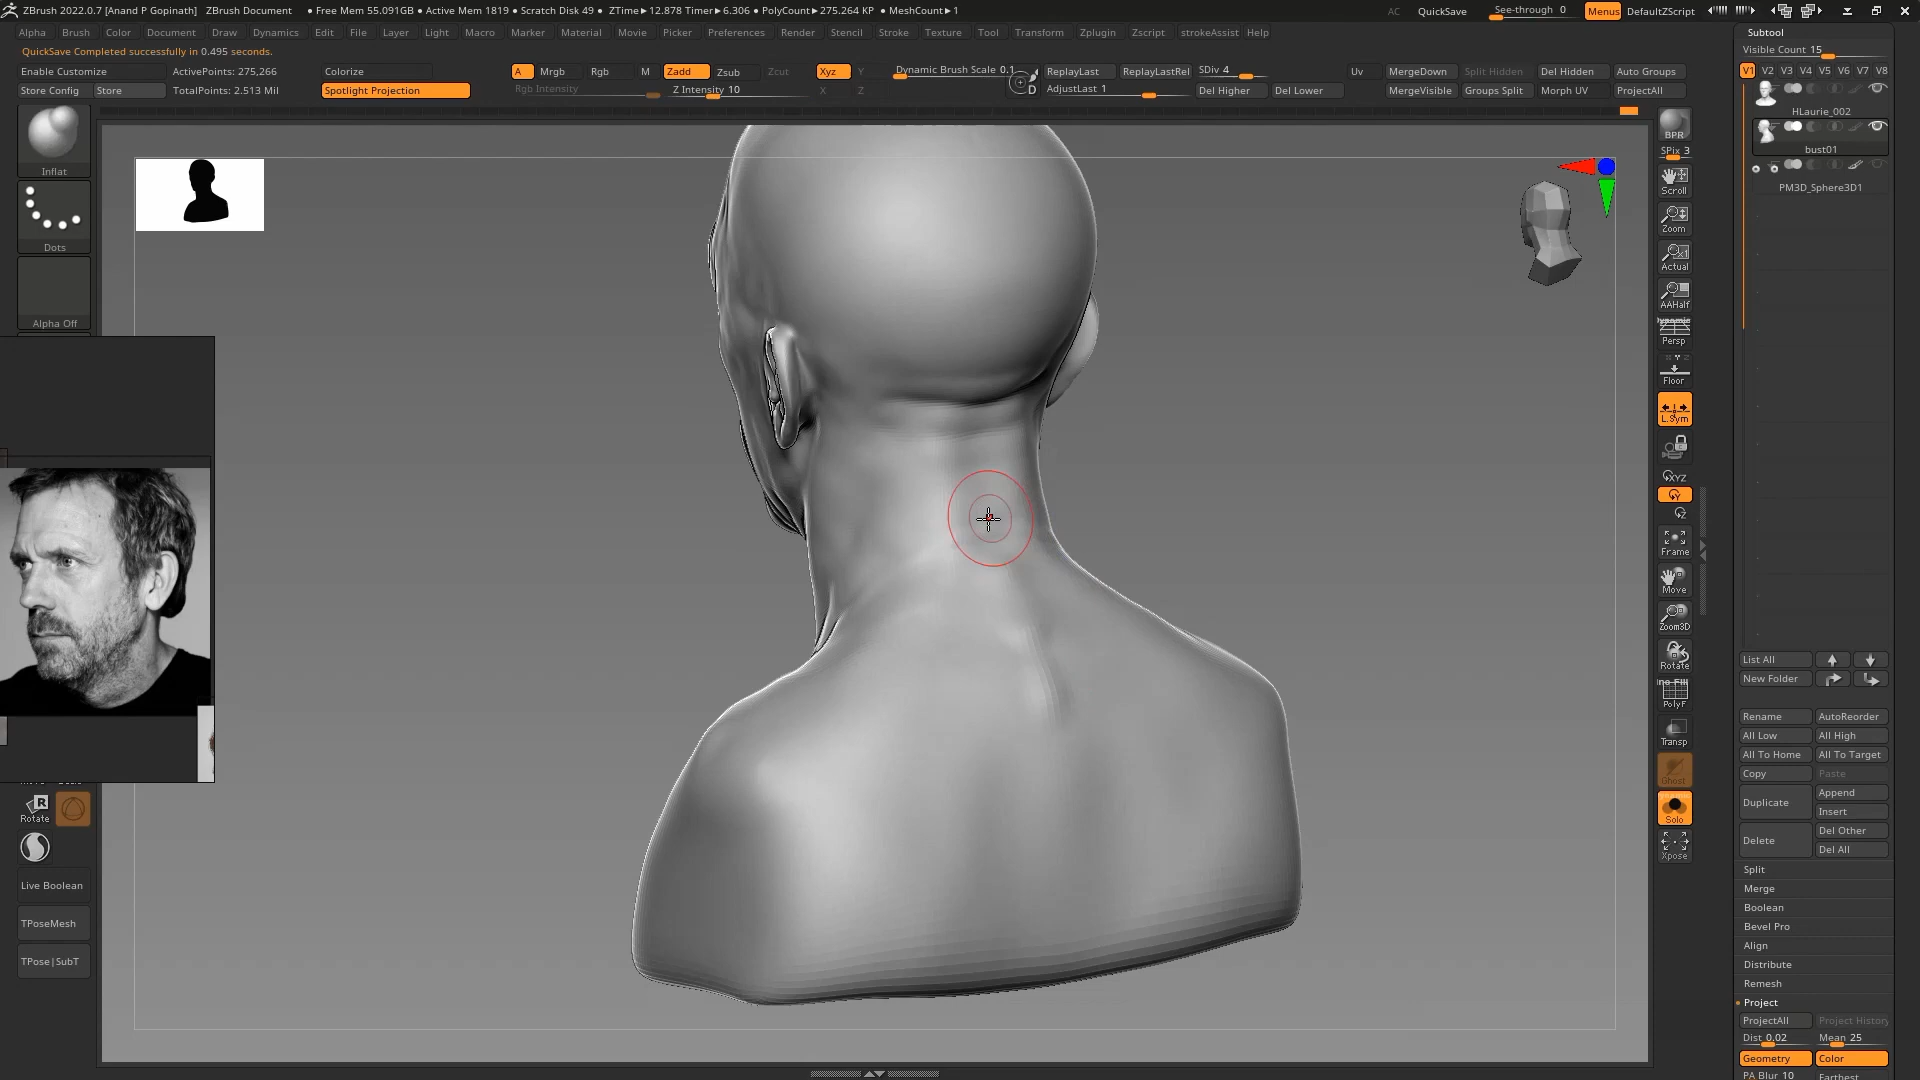 ZBrush 2022.0.7 [Anand P Gopinath] ZBrush Document • Free Mem 55.091GB • Active Mem 1819 • Scratch Disk 49 • ZTime►12.878 Timer►6.306 • PolyCount►275.264 KP • MeshCount►1 AC QuickSave See-through 0 Menus DefaultZScript
Alpha Brush Color Document Draw Dynamics Edit File Layer Light Macro Marker Material Movie Picker Preferences Render Stencil Stroke Texture Tool Transform Zplugin Zscript strokeAssist Help
QuickSave Completed successfully in 0.495 seconds.
Enable Customize ActivePoints: 275,266 Colorize A Mrgb Rgb M Zadd Zsub Zcut Xyz Y Dynamic Brush Scale 0.1 ReplayLast ReplayLastRel SDiv 4 Uv MergeDown Split Hidden Del Hidden Auto Groups
Store Config Store TotalPoints: 2.513 Mil Spotlight Projection Rgb Intensity Z Intensity 10 X Z D AdjustLast 1 Del Higher Del Lower MergeVisible Groups Split Morph UV ProjectAll
Inflat
Dots
Alpha Off
R
Rotate
Live Boolean
TPoseMesh
TPose|SubT
BPR
SPix 3
Scroll
Zoom
Actual
AAHalf
Dynamic
Persp
Floor
L.Sym
XYZ
Y
Z
Frame
Move
Zoom3D
Rotate
PolyF
Transp
Ghost
Solo
Xpose
Subtool
Visible Count 15
V1 V2 V3 V4 V5 V6 V7 V8
HLaurie_002
bust01
PM3D_Sphere3D1
List All
New Folder
Rename AutoReorder
All Low All High
All To Home All To Target
Copy Paste
Duplicate Append
Insert
Delete Del Other
Del All
Split
Merge
Boolean
Bevel Pro
Align
Distribute
Remesh
Project
ProjectAll Project History
Dist 0.02 Mean 25
Geometry Color
PA Blur 10 Farthest